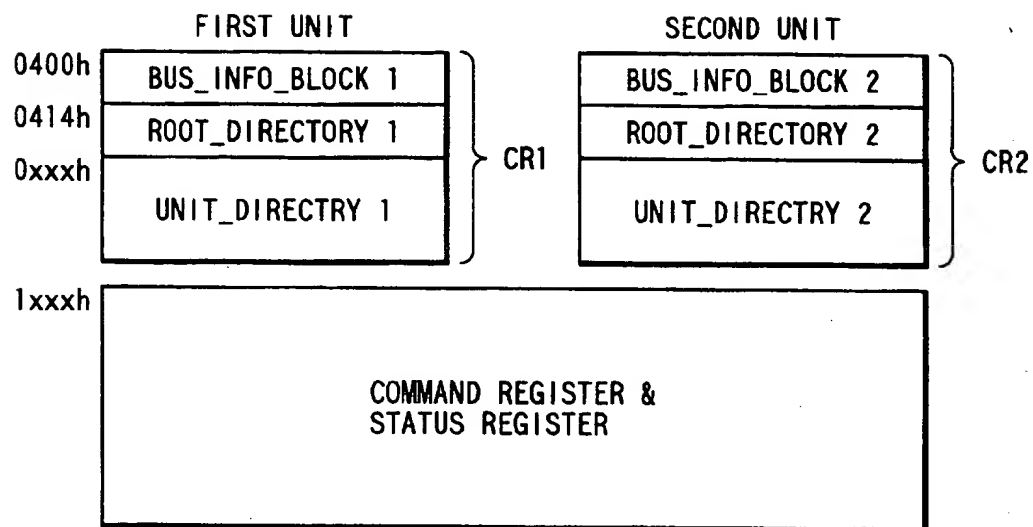 FIRST UNIT
SECOND UNIT
0400h
BUS_INFO_BLOCK 1
BUS_INFO_BLOCK 2
0414h
ROOT_DIRECTORY 1
ROOT_DIRECTORY 2
CR1
CR2
0xxxh
UNIT_DIRECTRY 1
UNIT_DIRECTRY 2
1xxxh
COMMAND REGISTER &
STATUS REGISTER